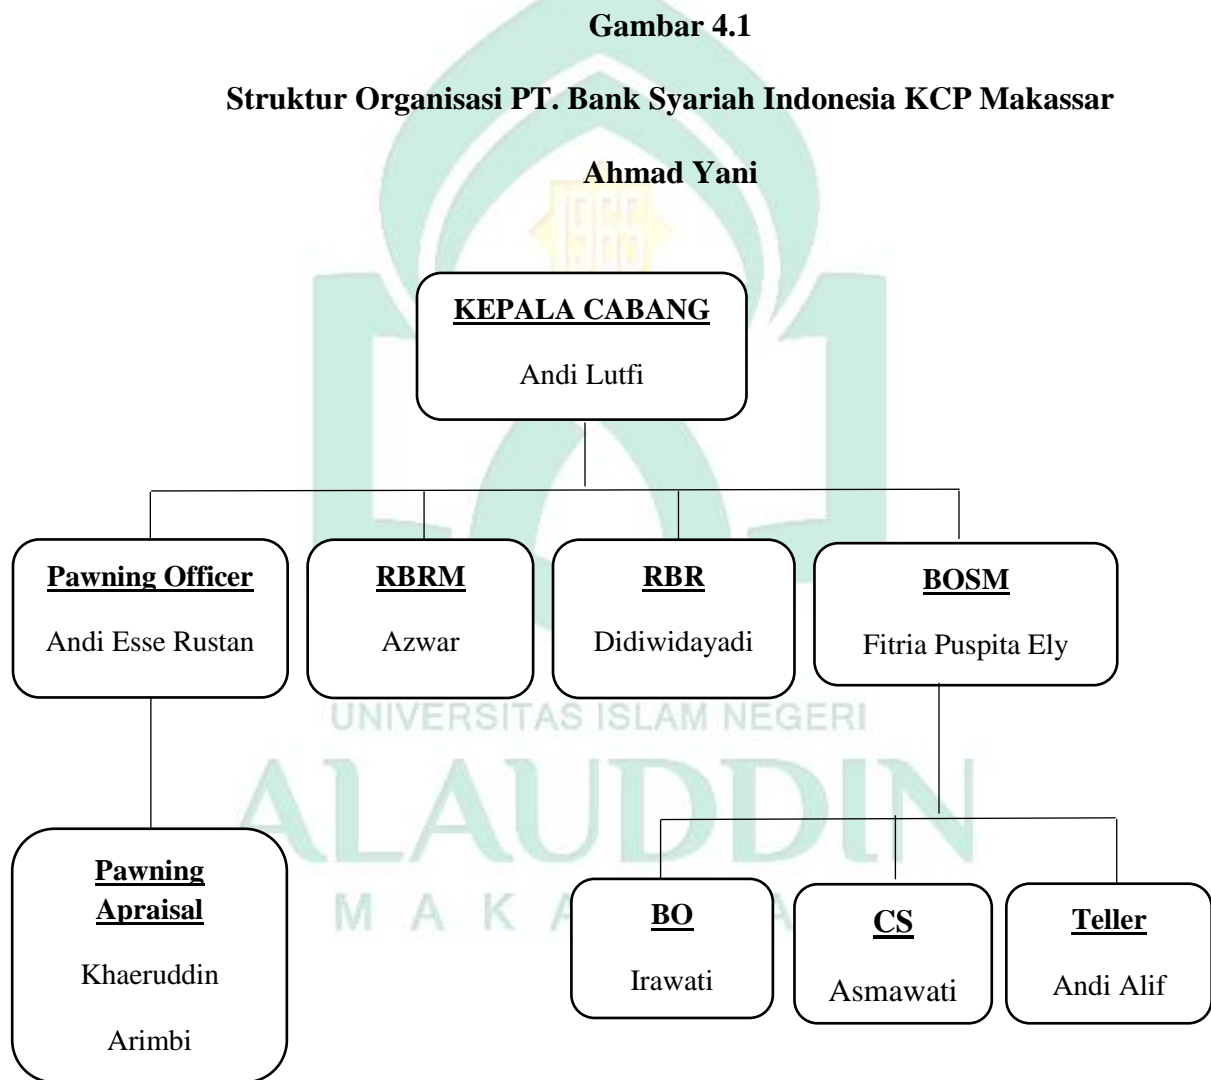 Gambar 4.1
Struktur Organisasi PT. Bank Syariah Indonesia KCP Makassar
Ahmad Yani
1965
KEPALA CABANG
Andi Lutfi
Pawning Officer
Andi Esse Rustan
RBRM
Azwar
RBR
Didiwidayadi
BOSM
Fitria Puspita Ely
UNIVERSITAS ISLAM NEGERI
ALAUDDIN
Pawning
Apraisal
Khaeruddin
Arimbi
BO
Irawati
CS
Asmawati
Teller
Andi Alif